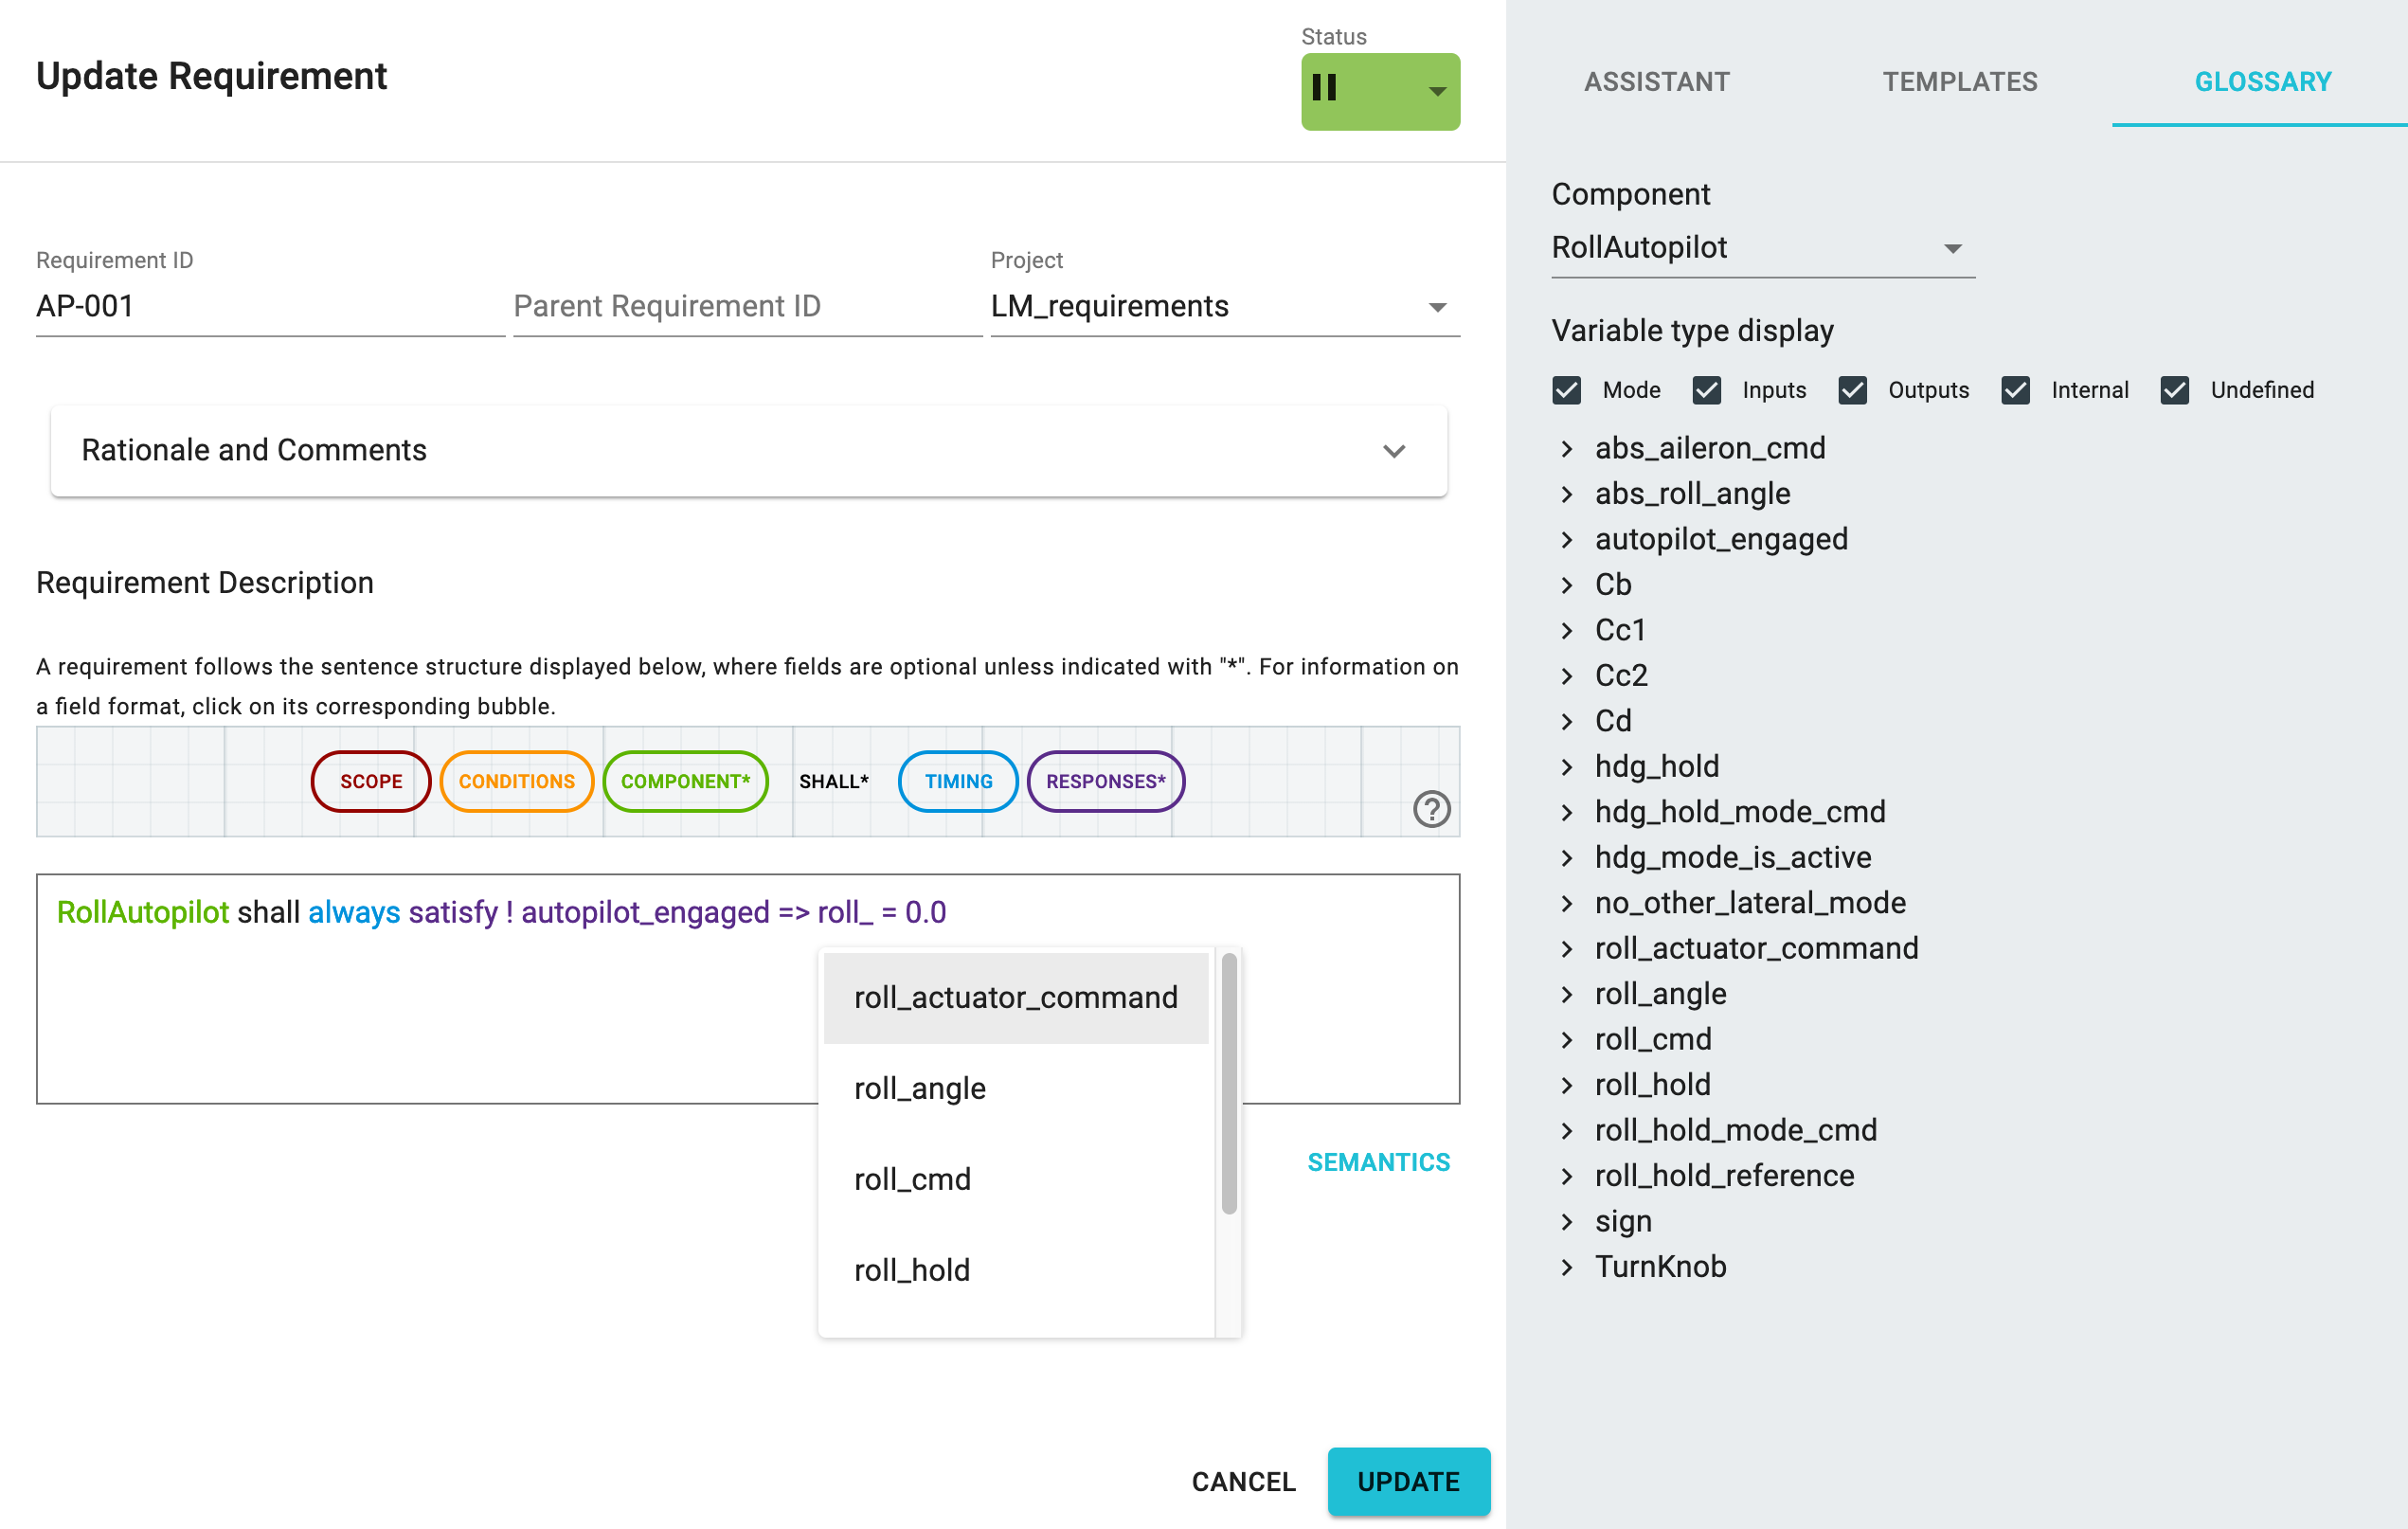 Update Requirement
Status
Requirement ID
AP-001
Parent Requirement ID
Project
LM_requirements
Rationale and Comments
Requirement Description
A requirement follows the sentence structure displayed below, where fields are optional unless indicated with "*". For information on
a field format, click on its corresponding bubble.
SCOPE CONDITIONS COMPONENT* SHALL* TIMING RESPONSES*
?
RollAutopilot shall always satisfy ! autopilot_engaged => roll_ = 0.0
roll_actuator_command
roll_angle
roll_cmd
roll_hold
SEMANTICS
CANCEL UPDATE
ASSISTANT TEMPLATES GLOSSARY
Component
RollAutopilot
Variable type display
Mode Inputs Outputs Internal Undefined
abs_aileron_cmd
abs_roll_angle
autopilot_engaged
Cb
Cc1
Cc2
Cd
hdg_hold
hdg_hold_mode_cmd
hdg_mode_is_active
no_other_lateral_mode
roll_actuator_command
roll_angle
roll_cmd
roll_hold
roll_hold_mode_cmd
roll_hold_reference
sign
TurnKnob